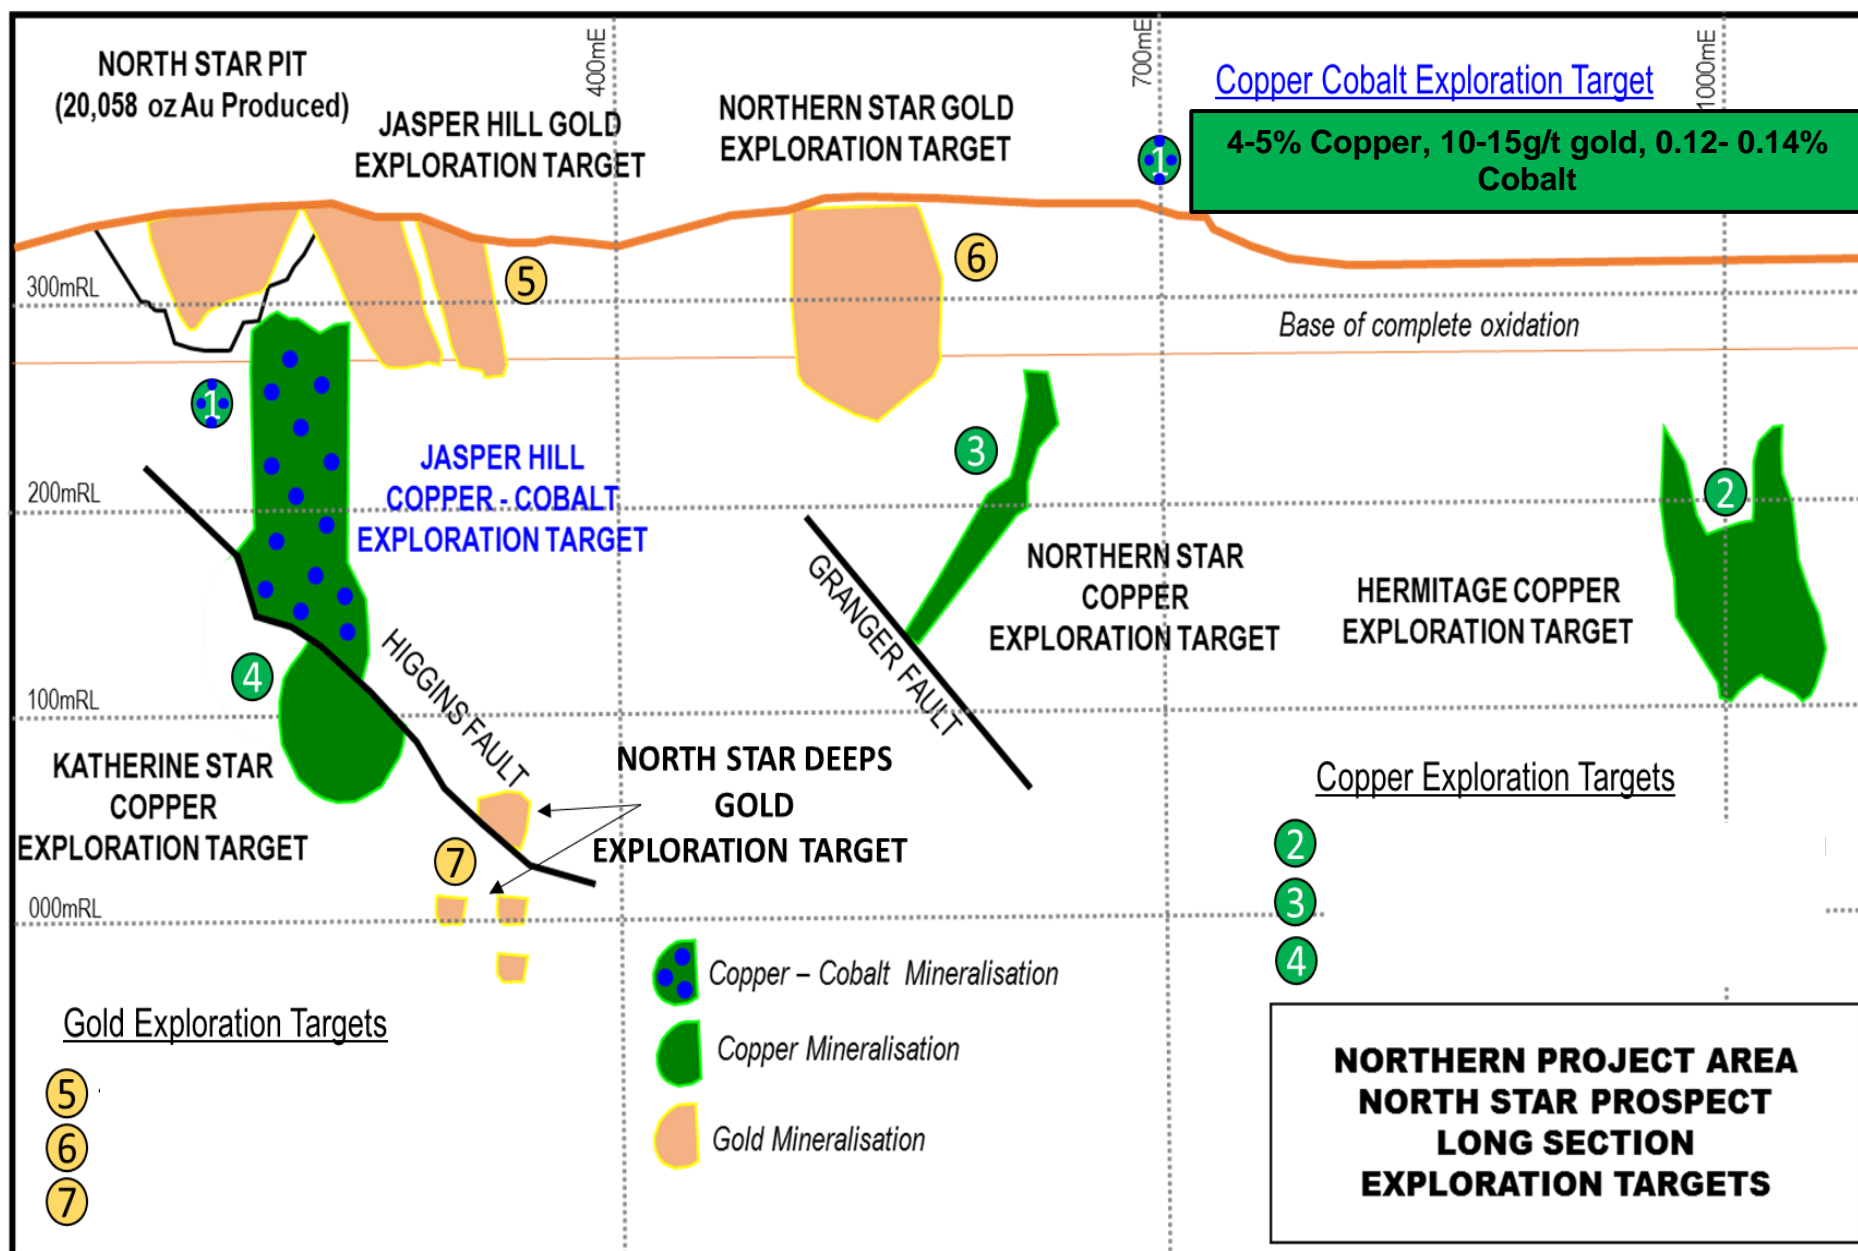 NORTH STAR PIT
(20,058 oz Au Produced)
JASPER HILL GOLD
EXPLORATION TARGET
400mE
NORTHERN STAR GOLD
EXPLORATION TARGET
700mE
Copper Cobalt Exploration Target
1000mE
1
4-5% Copper, 10-15g/t gold, 0.12- 0.14%
Cobalt
5
6
300mRL
Base of complete oxidation
1
JASPER HILL
COPPER - COBALT
EXPLORATION TARGET
3
2
200mRL
GRANGER FAULT
NORTHERN STAR
COPPER
EXPLORATION TARGET
HERMITAGE COPPER
EXPLORATION TARGET
4
HIGGINS FAULT
100mRL
KATHERINE STAR
COPPER
EXPLORATION TARGET
NORTH STAR DEEPS
GOLD
EXPLORATION TARGET
7
000mRL
Copper Exploration Targets
2
3
4
Copper – Cobalt Mineralisation
Copper Mineralisation
Gold Mineralisation
Gold Exploration Targets
5
6
7
NORTHERN PROJECT AREA
NORTH STAR PROSPECT
LONG SECTION
EXPLORATION TARGETS